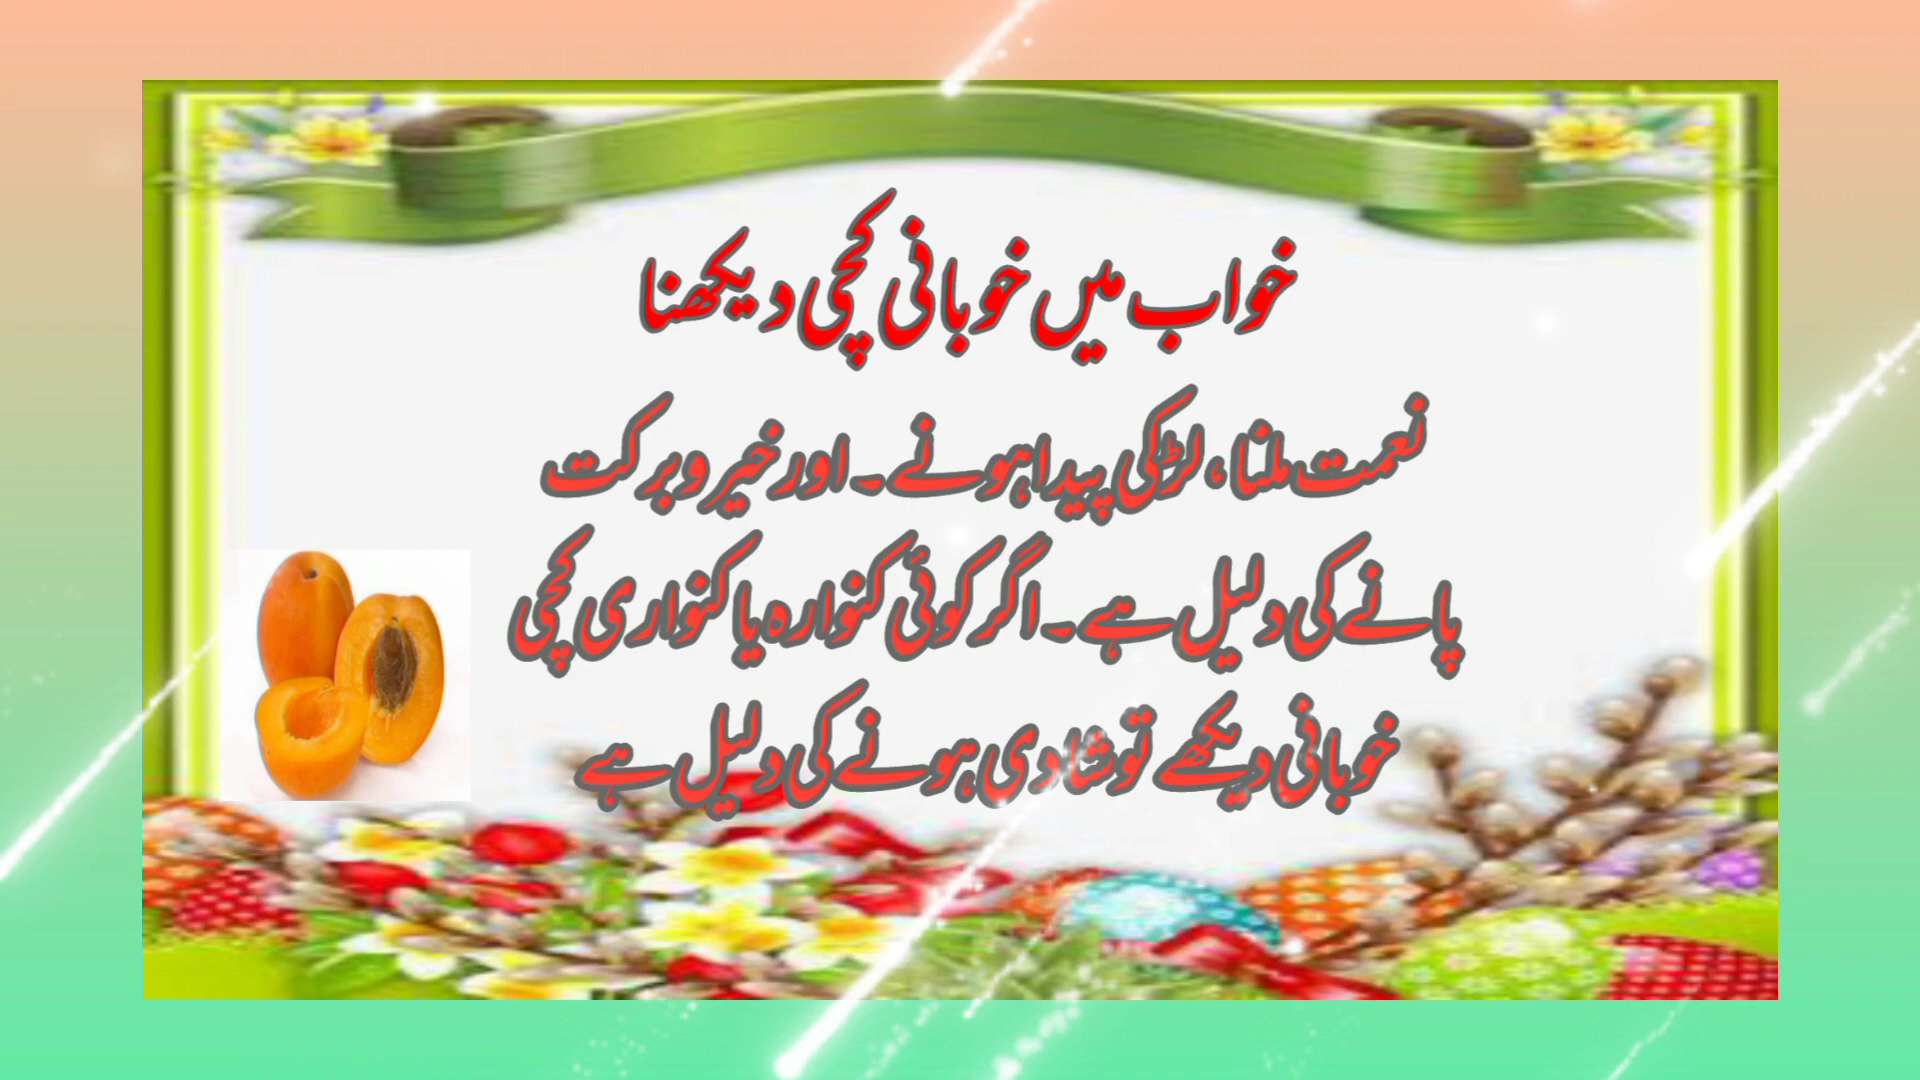 خواب میں خوبانی کچی دیکھنا
نعمت ملنا، لڑکی پیدا ہونے۔ اور خیر و برکت
پانے کی دلیل ہے۔ اگر کوئی کنوارہ یا کنواری کچی
خوبانی دیکھے تو شادی ہونے کی دلیل ہے